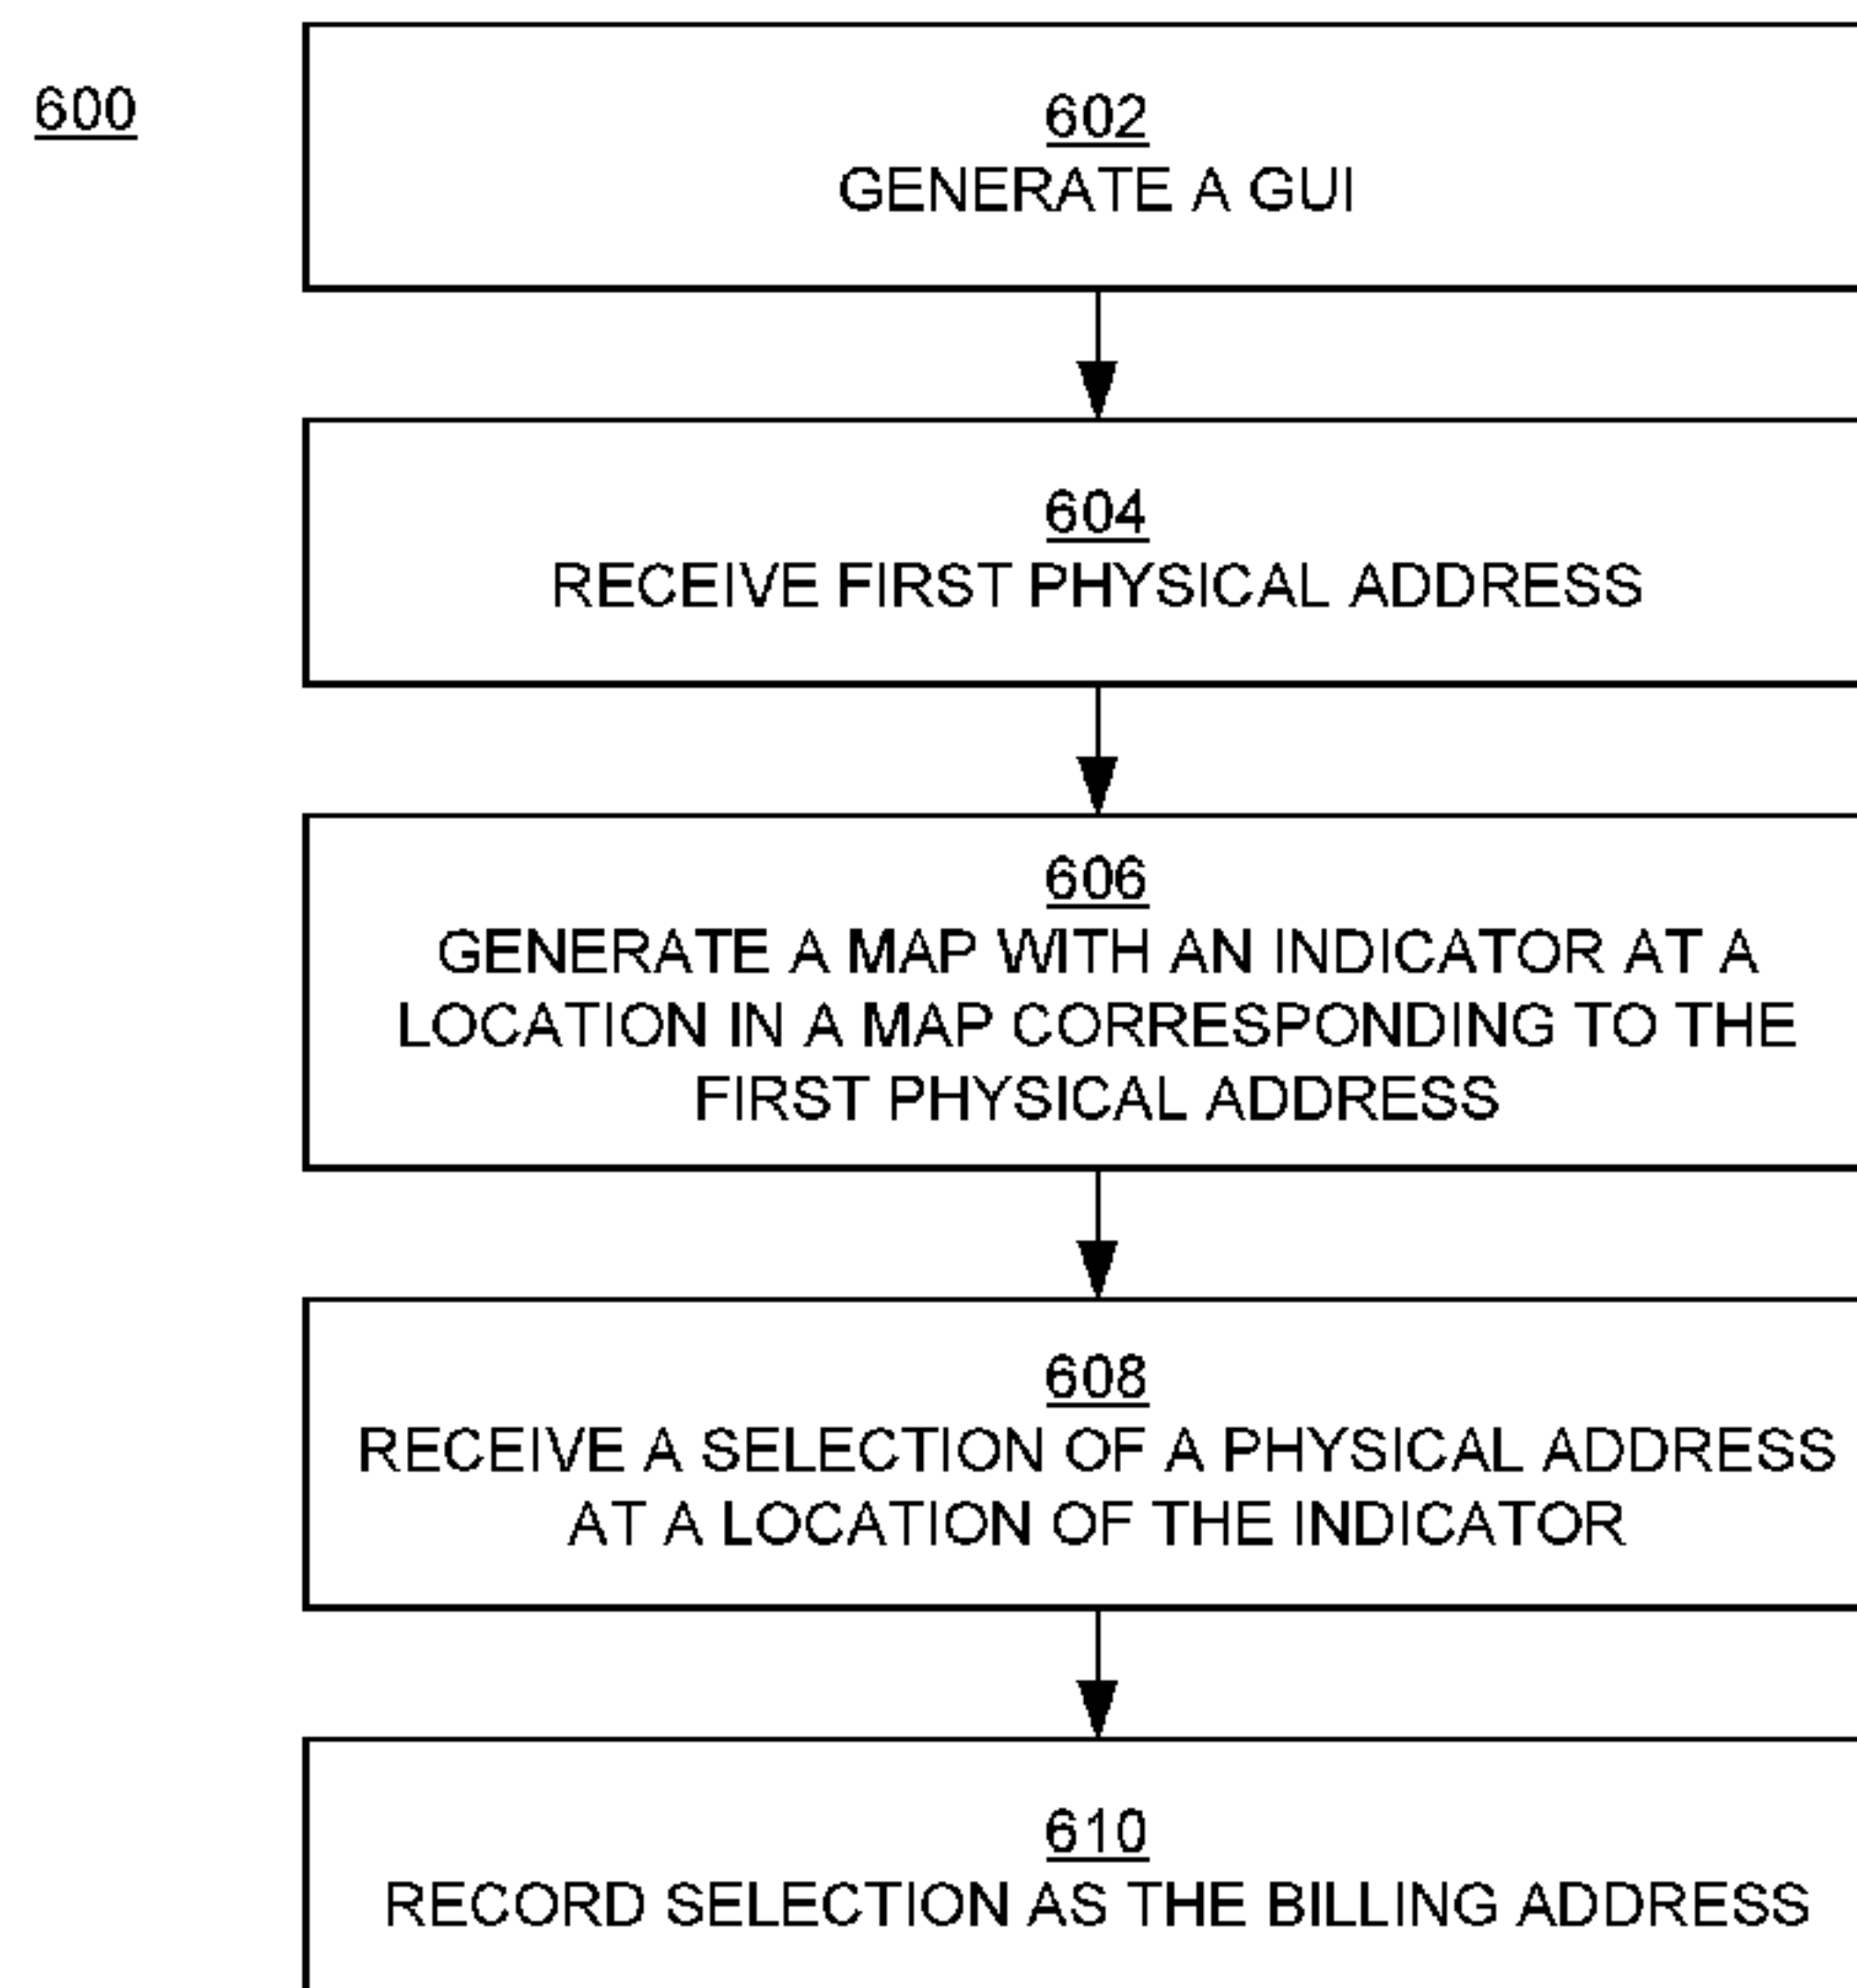 600
602
GENERATE A GUI
604
RECEIVE FIRST PHYSICAL ADDRESS
606
GENERATE A MAP WITH AN INDICATOR AT A
LOCATION IN A MAP CORRESPONDING TO THE
FIRST PHYSICAL ADDRESS
608
RECEIVE A SELECTION OF A PHYSICAL ADDRESS
AT A LOCATION OF THE INDICATOR
610
RECORD SELECTION AS THE BILLING ADDRESS